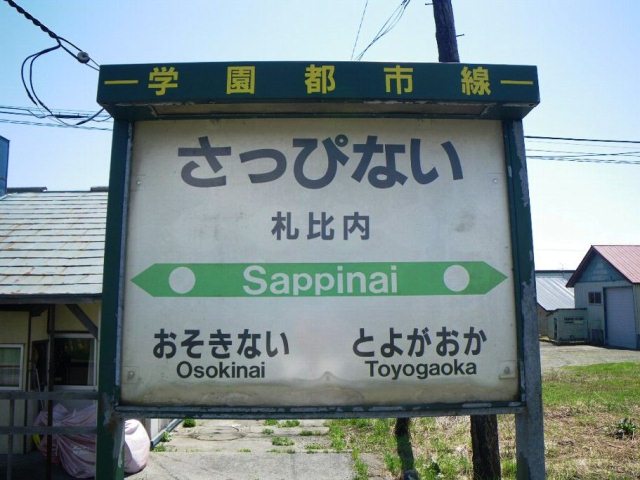 学園都市線
さっぴない
札比内
Sappinai
おそきない とよがおか
Osokinai Toyogaoka